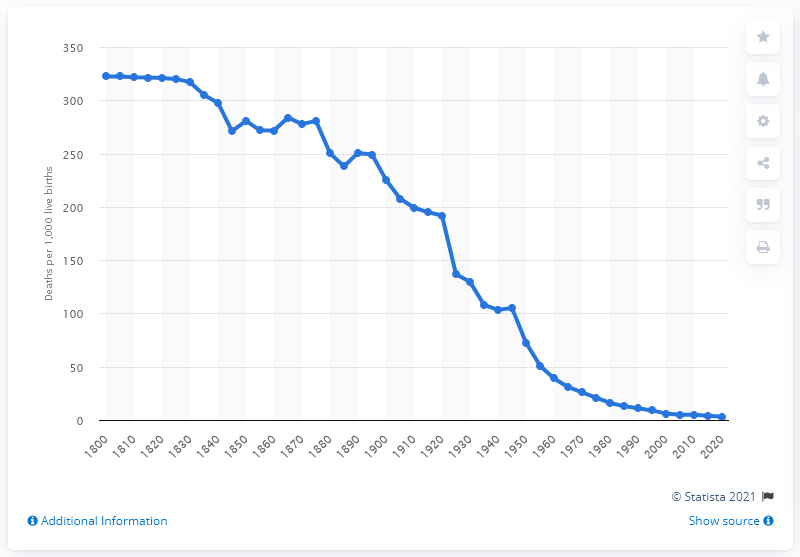 350
300
250
200
150
100
50
0
Deaths per 1,000 live births
1800 1810 1820 1830 1840 1850 1860 1870 1880 1890 1900 1910 1920 1930 1940 1950 1960 1970 1980 1990 2000 2010 2020
© Statista 2021
Additional Information
Show source